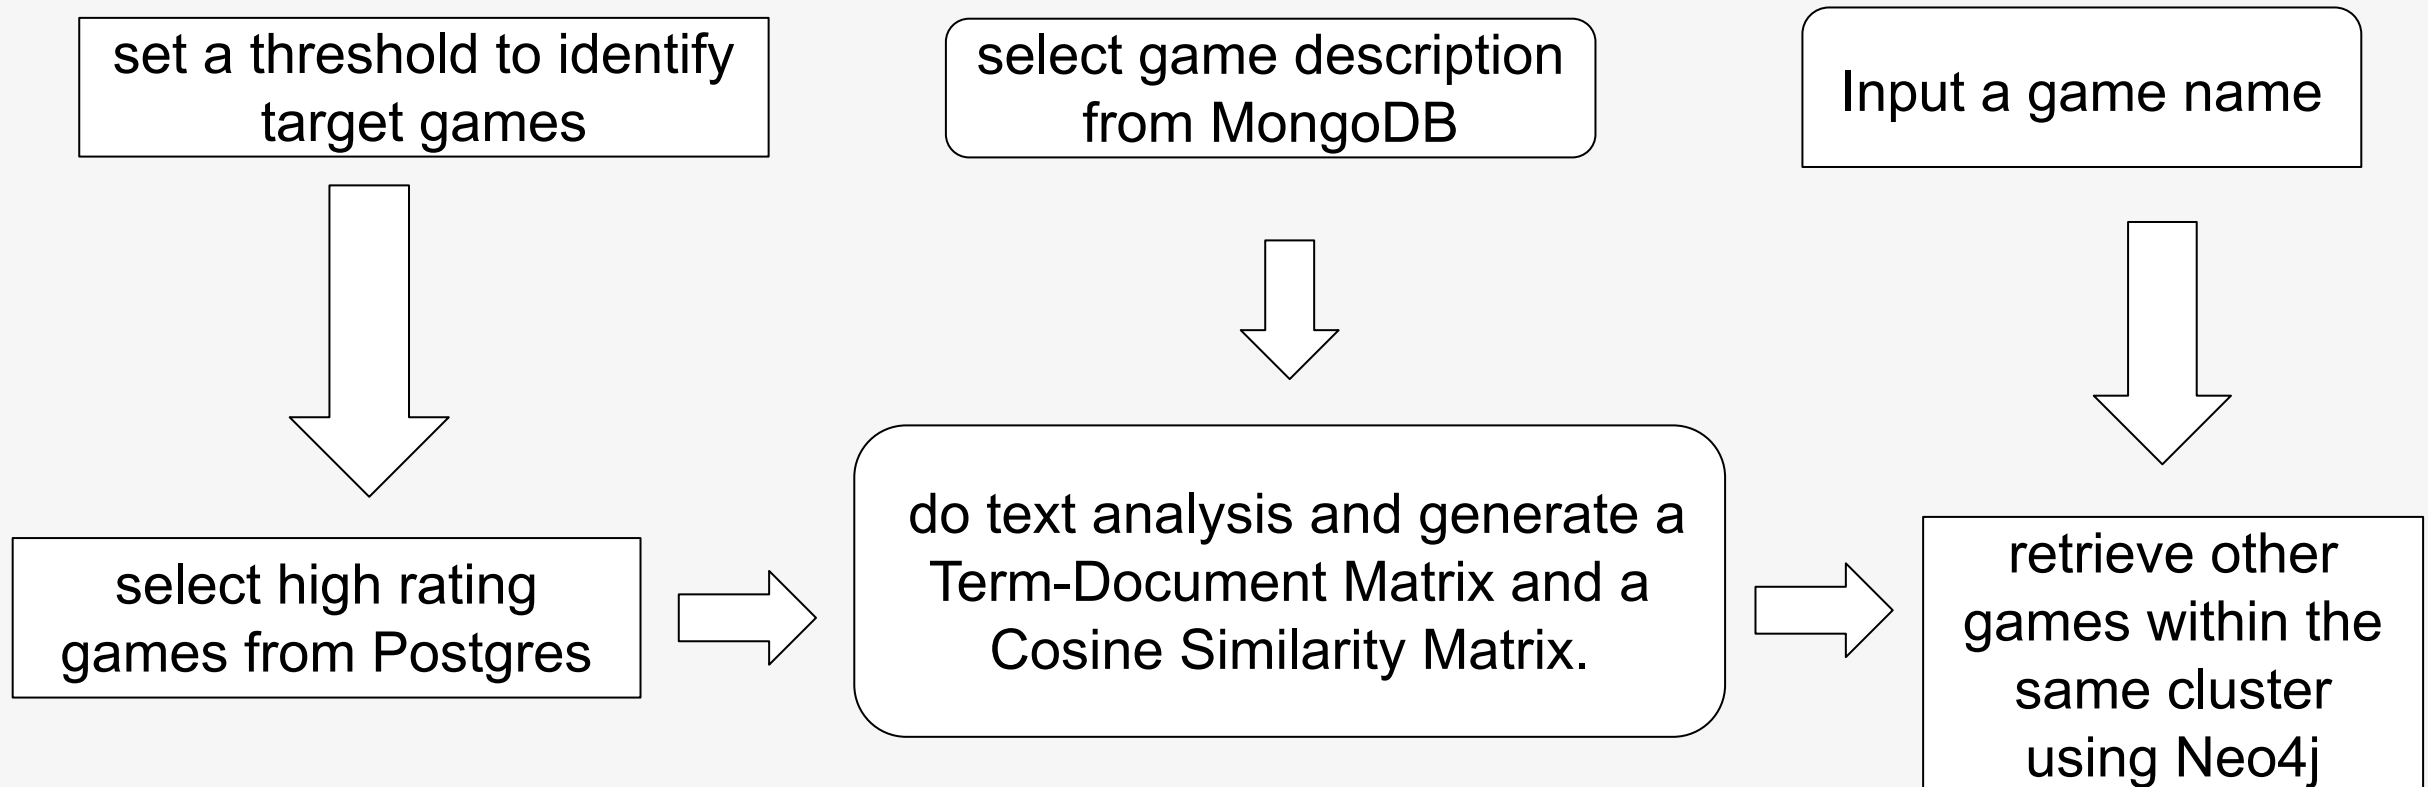 set a threshold to identify
target games
select game description
from MongoDB
Input a game name
select high rating
games from Postgres
do text analysis and generate a
Term-Document Matrix and a
Cosine Similarity Matrix.
retrieve other
games within the
same cluster
using Neo4j